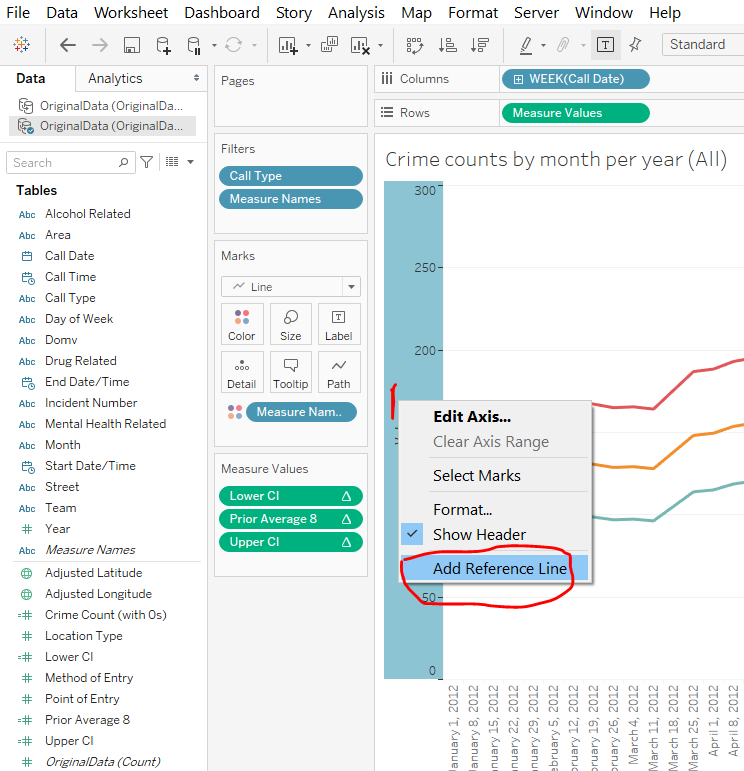 File Data Worksheet Dashboard Story Analysis Map Format Server Window Help
Standard
Data Analytics
OriginalData (OriginalDa...
OriginalData (OriginalDa...
Search
Tables
Abc Alcohol Related
Abc Area
Call Date
Call Time
Abc Call Type
Abc Day of Week
Abc Domv
Abc Drug Related
End Date/Time
Abc Incident Number
Abc Mental Health Related
Abc Month
Start Date/Time
Abc Street
Abc Team
# Year
Abc Measure Names
Adjusted Latitude
Adjusted Longitude
=# Crime Count (with 0s)
# Location Type
=# Lower CI
# Method of Entry
# Point of Entry
=# Prior Average 8
=# Upper CI
# OriginalData (Count)
Pages
Filters
Call Type
Measure Names
Marks
Line
Color Size Label
Detail Tooltip Path
Measure Nam..
Measure Values
Lower CI Δ
Prior Average 8 Δ
Upper CI Δ
Columns WEEK(Call Date)
Rows Measure Values
Crime counts by month per year (All)
300
250
200
50
0
Edit Axis...
Clear Axis Range
Select Marks
Format...
Show Header
Add Reference Line
January 1, 2012
January 8, 2012
January 15, 2012
January 22, 2012
January 29, 2012
February 5, 2012
February 12, 2012
February 19, 2012
February 26, 2012
March 4, 2012
March 11, 2012
March 18, 2012
March 25, 2012
April 1, 2012
April 8, 2012